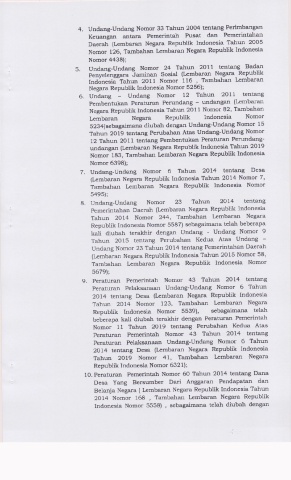 4. Undang-Undang Nomor 33 Tahun 2004 tentang Perimbangan
Keuangan antara Pemerintah Pusat dan Pemerintahan
Daerah (Lembaran Negara Republik Indonesia Tahun 2005
Nomor 126, Tambahan Lembaran Negara Republik Indonesia
Nomor 4438);
5. Undang-Undang Nomor 24 Tahun 2011 tentang Badan
Penyelenggara Jaminan Sosial (Lembaran Negara Republik
Indonesia Tahun 2011 Nomor 116 , Tambahan Lembaran
Negara Republik Indonesia Nomor 5256);
6. Undang – Undang Nomor 12 Tahun 2011 tentang
Pembentukan Peraturan Perundang – undangan (Lembaran
Negara Republik Indonesia Tahun 2011 Nomor 82, Tambahan
Lembaran Negara Republik Indonesia Nomor
5234)sebagaimana diubah dengan Undang-Undang Nomor 15
Tahun 2019 tentang Perubahan Atas Undang-Undang Nomor
12 Tahun 2011 tentang Pembentukan Peraturan Perundang-
undangan (Lembaran Negara Republik Indonesia Tahun 2019
Nomor 183, Tambahan Lembaran Negara Republik Indonesia
Nomor 6398);
7. Undang-Undang Nomor 6 Tahun 2014 tentang Desa
(Lembaran Negara Republik Indonesia Tahun 2014 Nomor 7,
Tambahan Lembaran Negara Republik Indonesia Nomor
5495);
8. Undang-Undang Nomor 23 Tahun 2014 tentang
Pemerintahan Daerah (Lembaran Negara Republik Indonesia
Tahun 2014 Nomor 244, Tambahan Lembaran Negara
Republik Indonesia Nomor 5587) sebagaimana telah beberapa
kali diubah terakhir dengan Undang - Undang Nomor 9
Tahun 2015 tentang Perubahan Kedua Atas Undang –
Undang Nomor 23 Tahun 2014 tentang Pemerintahan Daerah
(Lembaran Negara Republik Indonesia Tahun 2015 Nomor 58,
Tambahan Lembaran Negara Republik Indonesia Nomor
5679);
9. Peraturan Pemerintah Nomor 43 Tahun 2014 tentang
Peraturan Pelaksanaan Undang-Undang Nomor 6 Tahun
2014 tentang Desa (Lembaran Negara Republik Indonesia
Tahun 2014 Nomor 123, Tambahan Lembaran Negara
Republik Indonesia Nomor 5539), sebagaimana telah
beberapa kali diubah terakhir dengan Peraturan Pemerintah
Nomor 11 Tahun 2019 tentang Perubahan Kedua Atas
Peraturan Pemerintah Nomor 43 Tahun 2014 tentang
Peraturan Pelaksanaan Undang-Undang Nomor 6 Tahun
2014 tentang Desa (Lembaran Negara Republik Indonesia
Tahun 2019 Nomor 41, Tambahan Lembaran Negara
Republik Indonesia Nomor 6321);
10. Peraturan Pemerintah Nomor 60 Tahun 2014 tentang Dana
Desa Yang Bersumber Dari Anggaran Pendapatan dan
Belanja Negara ( Lembaran Negara Republik Indonesia Tahun
2014 Nomor 168 , Tambahan Lembaran Negara Republik
Indonesia Nomor 5558) , sebagaimana telah diubah dengan